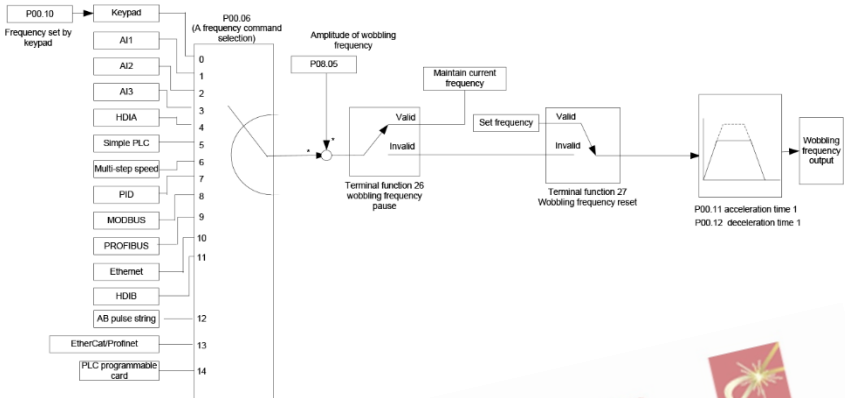 P00.10
Frequency set by
keypad
Keypad
AI1
AI2
AI3
HDIA
Simple PLC
Multi-step speed
PID
MODBUS
PROFIBUS
Ethernet
HDIB
AB pulse string
EtherCat/Profinet
PLC programmable
card
P00.06
(A frequency command
selection)
0
1
2
3
4
5
6
7
8
9
10
11
12
13
14
Amplitude of wobbling
frequency
P08.05
*
*
Maintain current
frequency
Valid
Invalid
Terminal function 26
wobbling frequency
pause
Set frequency
Valid
Invalid
Terminal function 27
Wobbling frequency reset
P00.11 acceleration time 1
P00.12 deceleration time 1
Wobbling
frequency
output